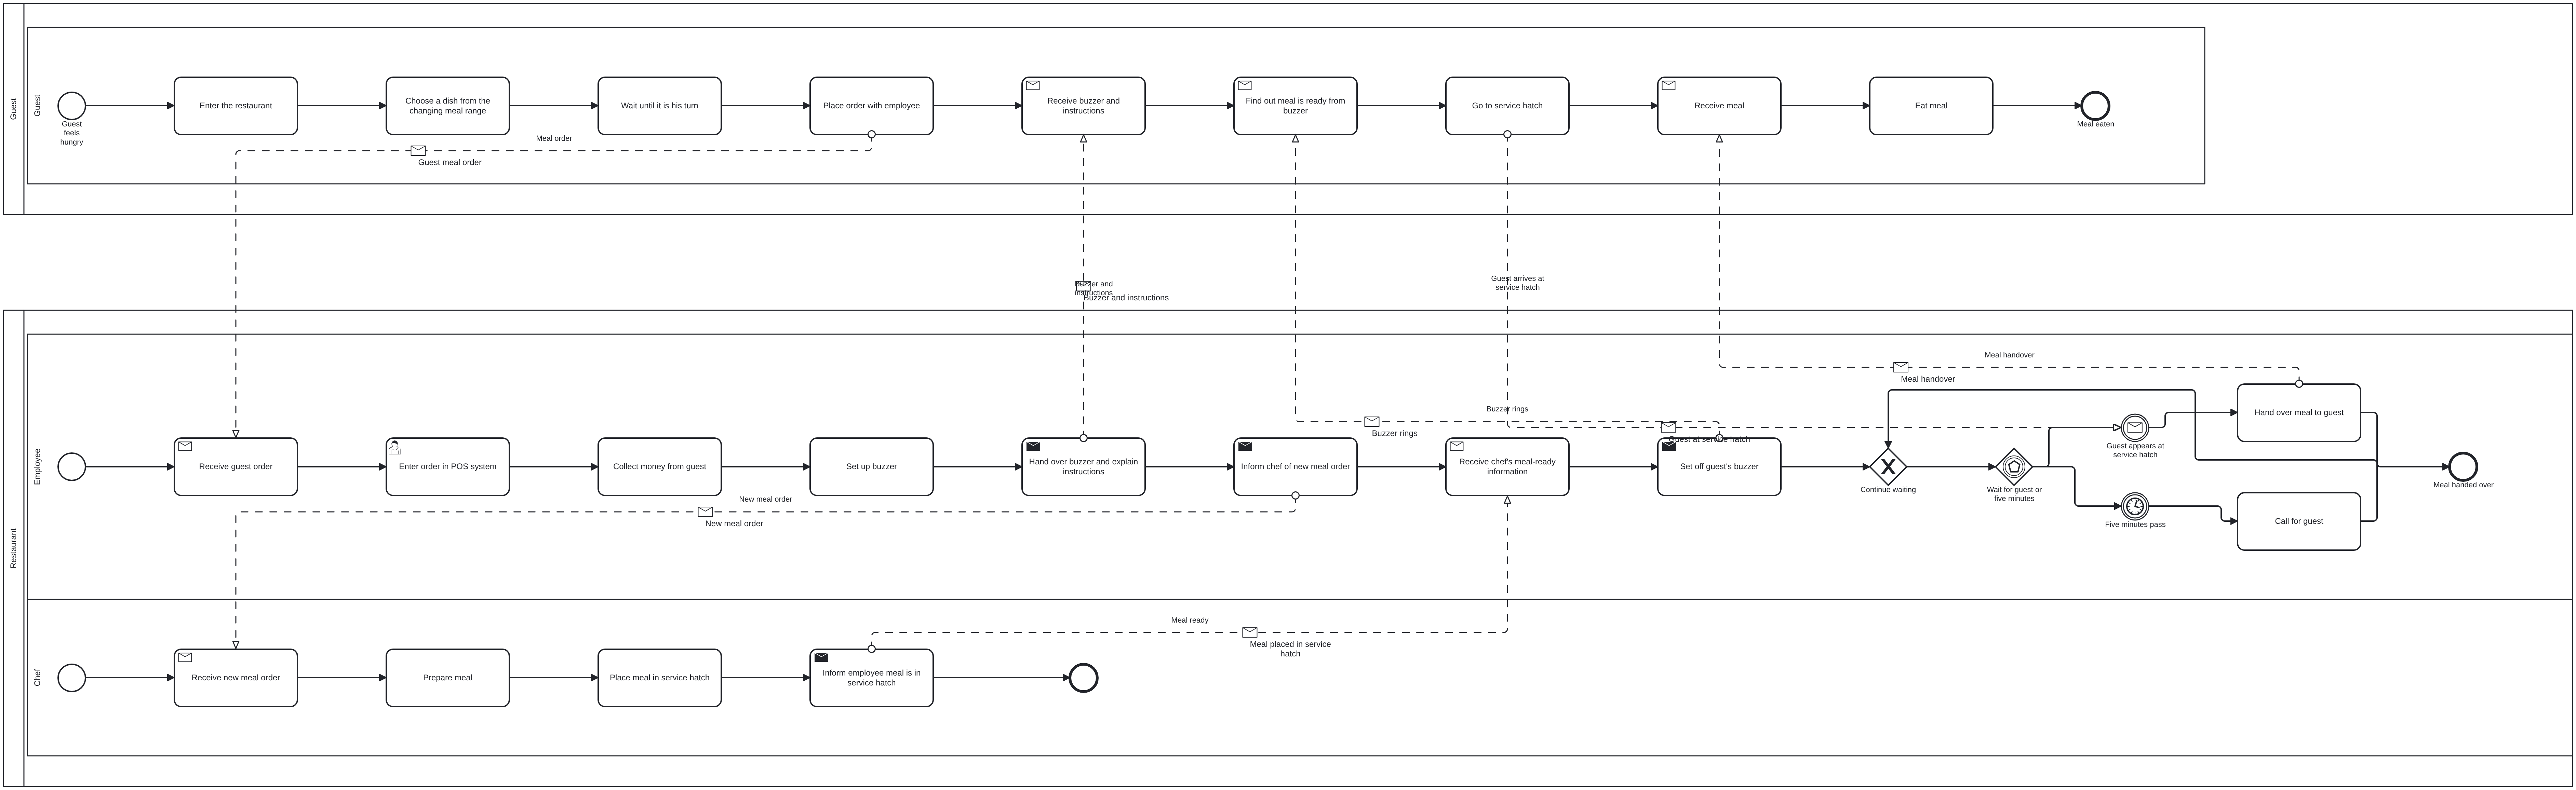 Guest
Guest
Guest
feels
hungry
Enter the restaurant
Choose a dish from the
changing meal range
Wait until it is his turn
Place order with employee
Receive buzzer and
instructions
Find out meal is ready from
buzzer
Go to service hatch
Receive meal
Eat meal
Meal eaten
Meal order
Guest meal order
Buzzer and
instructions
Buzzer and instructions
Guest arrives at
service hatch
Meal handover
Meal handover
Buzzer rings
Buzzer rings
Guest at service hatch
Restaurant
Employee
Receive guest order
Enter order in POS system
Collect money from guest
Set up buzzer
Hand over buzzer and explain
instructions
Inform chef of new meal order
Receive chef's meal-ready
information
Set off guest's buzzer
Continue waiting
Wait for guest or
five minutes
Guest appears at
service hatch
Five minutes pass
Hand over meal to guest
Call for guest
Meal handed over
New meal order
New meal order
Meal ready
Meal placed in service
hatch
Chef
Receive new meal order
Prepare meal
Place meal in service hatch
Inform employee meal is in
service hatch